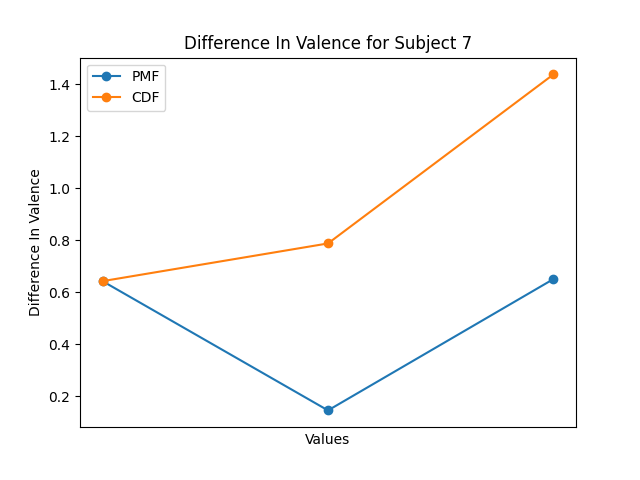 Difference In Valence for Subject 7
PMF
CDF
1.4
1.2
1.0
0.8
0.6
0.4
0.2
Difference In Valence
Values